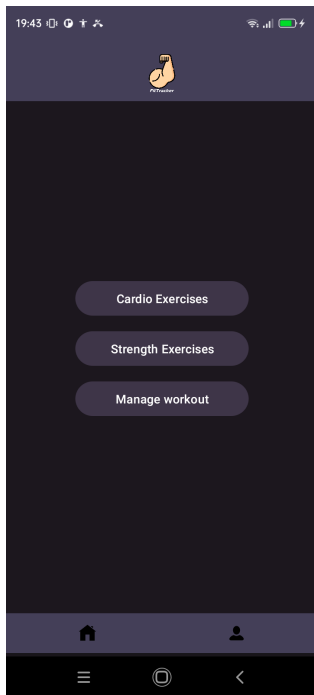 19:43
FitTracker
Cardio Exercises
Strength Exercises
Manage workout